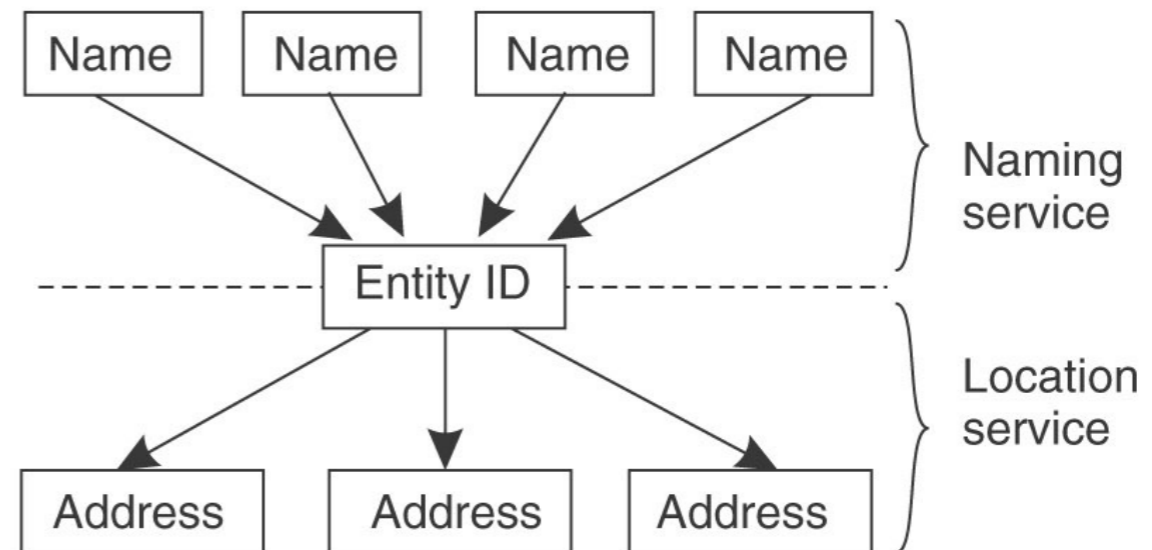 Name Name Name Name
Naming
service
Entity ID
Location
service
Address Address Address